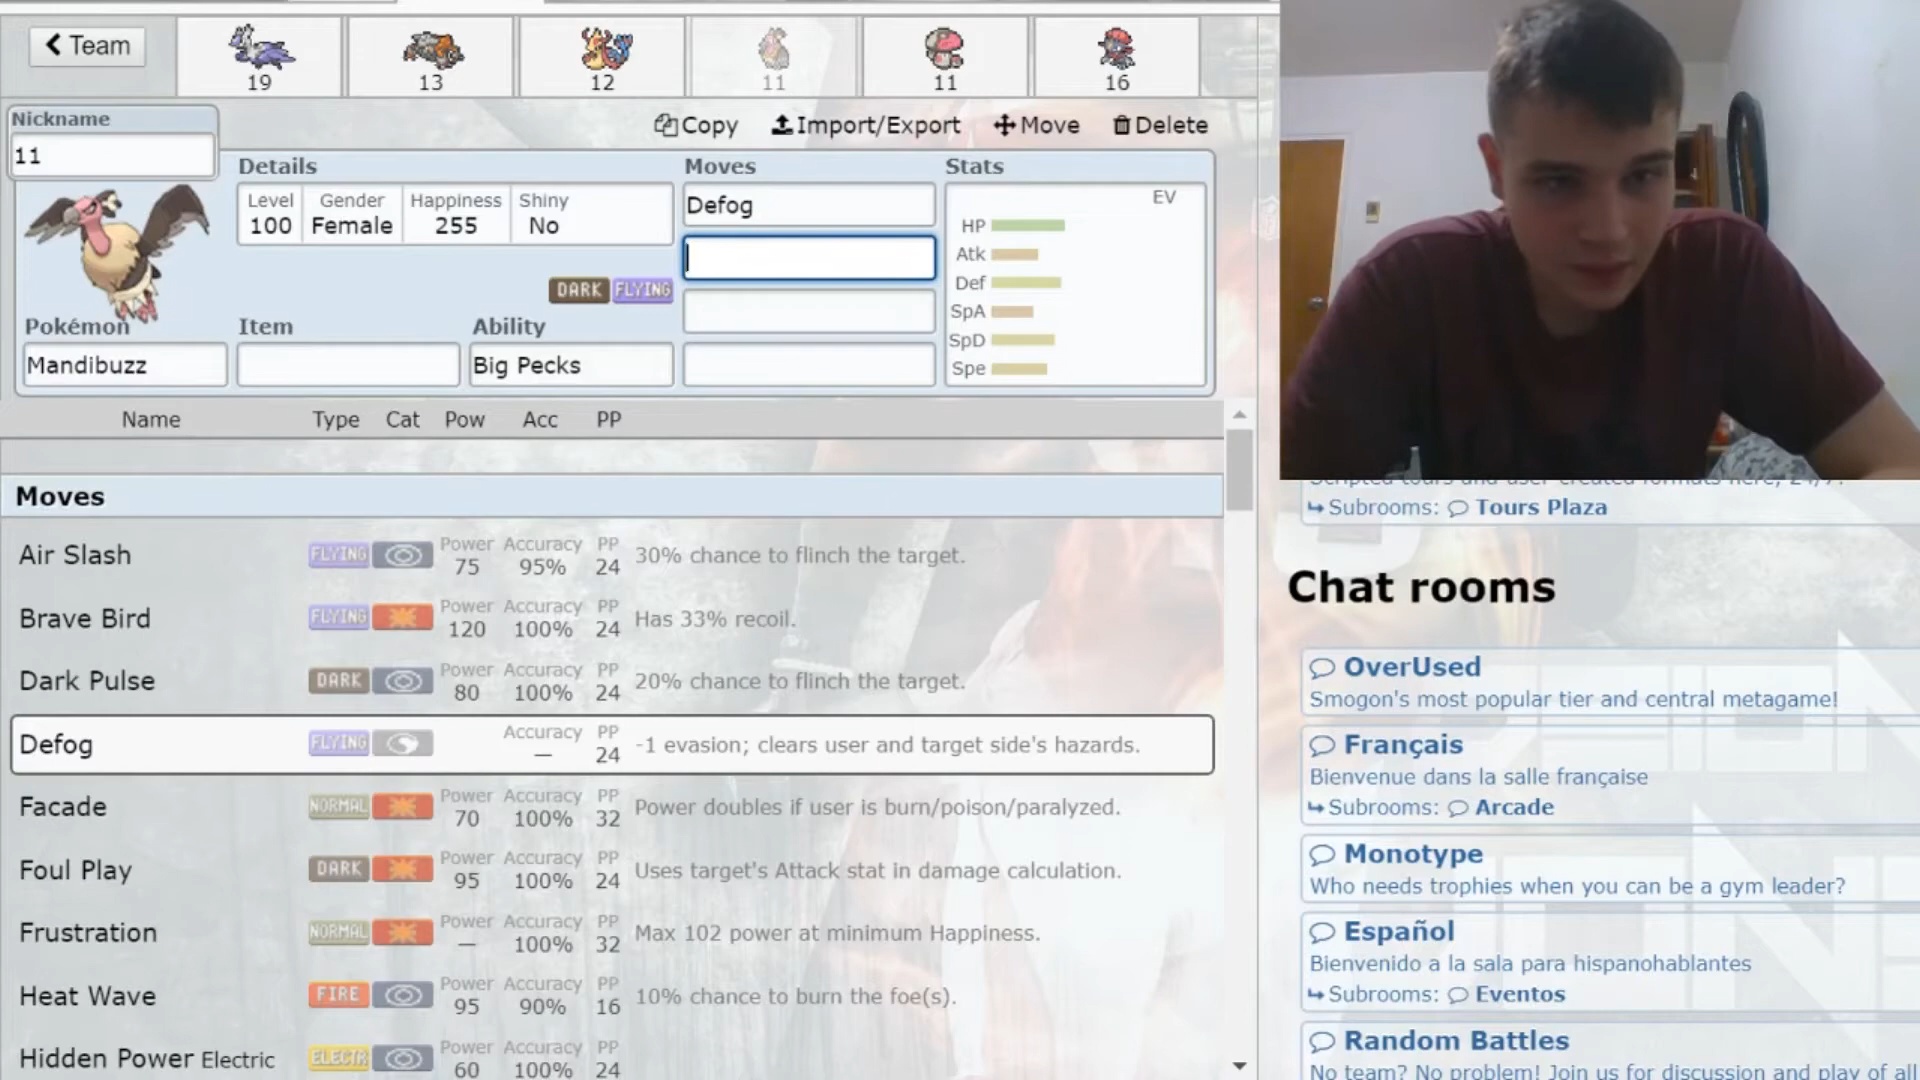 Team
19
13
12
11
11
16
Nickname
11
Copy
Import/Export
Move
Delete
Details
Moves
Stats
Level
100
Gender
Female
Happiness
255
Shiny
No
Defog
EV
HP
Atk
Def
SpA
SpD
Spe
DARK FLYING
Pokémon
Mandibuzz
Item
Ability
Big Pecks
Name Type Cat Pow Acc PP
Moves
Air Slash FLYING Power 75 Accuracy 95% PP 24 30% chance to flinch the target.
Brave Bird FLYING Power 120 Accuracy 100% PP 24 Has 33% recoil.
Dark Pulse DARK Power 80 Accuracy 100% PP 24 20% chance to flinch the target.
Defog FLYING Accuracy — PP 24 -1 evasion; clears user and target side's hazards.
Facade NORMAL Power 70 Accuracy 100% PP 32 Power doubles if user is burn/poison/paralyzed.
Foul Play DARK Power 95 Accuracy 100% PP 24 Uses target's Attack stat in damage calculation.
Frustration NORMAL Power — Accuracy 100% PP 32 Max 102 power at minimum Happiness.
Heat Wave FIRE Power 95 Accuracy 90% PP 16 10% chance to burn the foe(s).
Hidden Power Electric ELECTR Power 60 Accuracy 100% PP 24
Subrooms: Tours Plaza
Chat rooms
OverUsed
Smogon's most popular tier and central metagame!
Français
Bienvenue dans la salle française
Subrooms: Arcade
Monotype
Who needs trophies when you can be a gym leader?
Español
Bienvenido a la sala para hispanohablantes
Subrooms: Eventos
Random Battles
No team? No problem! Join us for discussion and play of all